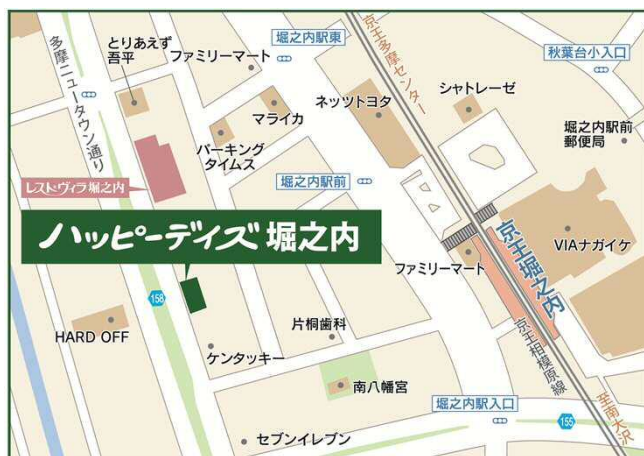 多摩ニュータウン通り
とりあえず
吾平
ファミリーマート
堀之内駅東
京王多摩センター
秋葉台小入口
マライカ
ネッツトヨタ
シャトレーゼ
パーキング
タイムス
堀之内駅前
郵便局
レストヴィラ堀之内
堀之内駅前
ハッピーデイズ 堀之内
ファミリーマート
京王堀之内
VIAナガイケ
158
HARD OFF
片桐歯科
ケンタッキー
京王相模原線
南八幡宮
堀之内駅入口
155
至南大沢
セブンイレブン